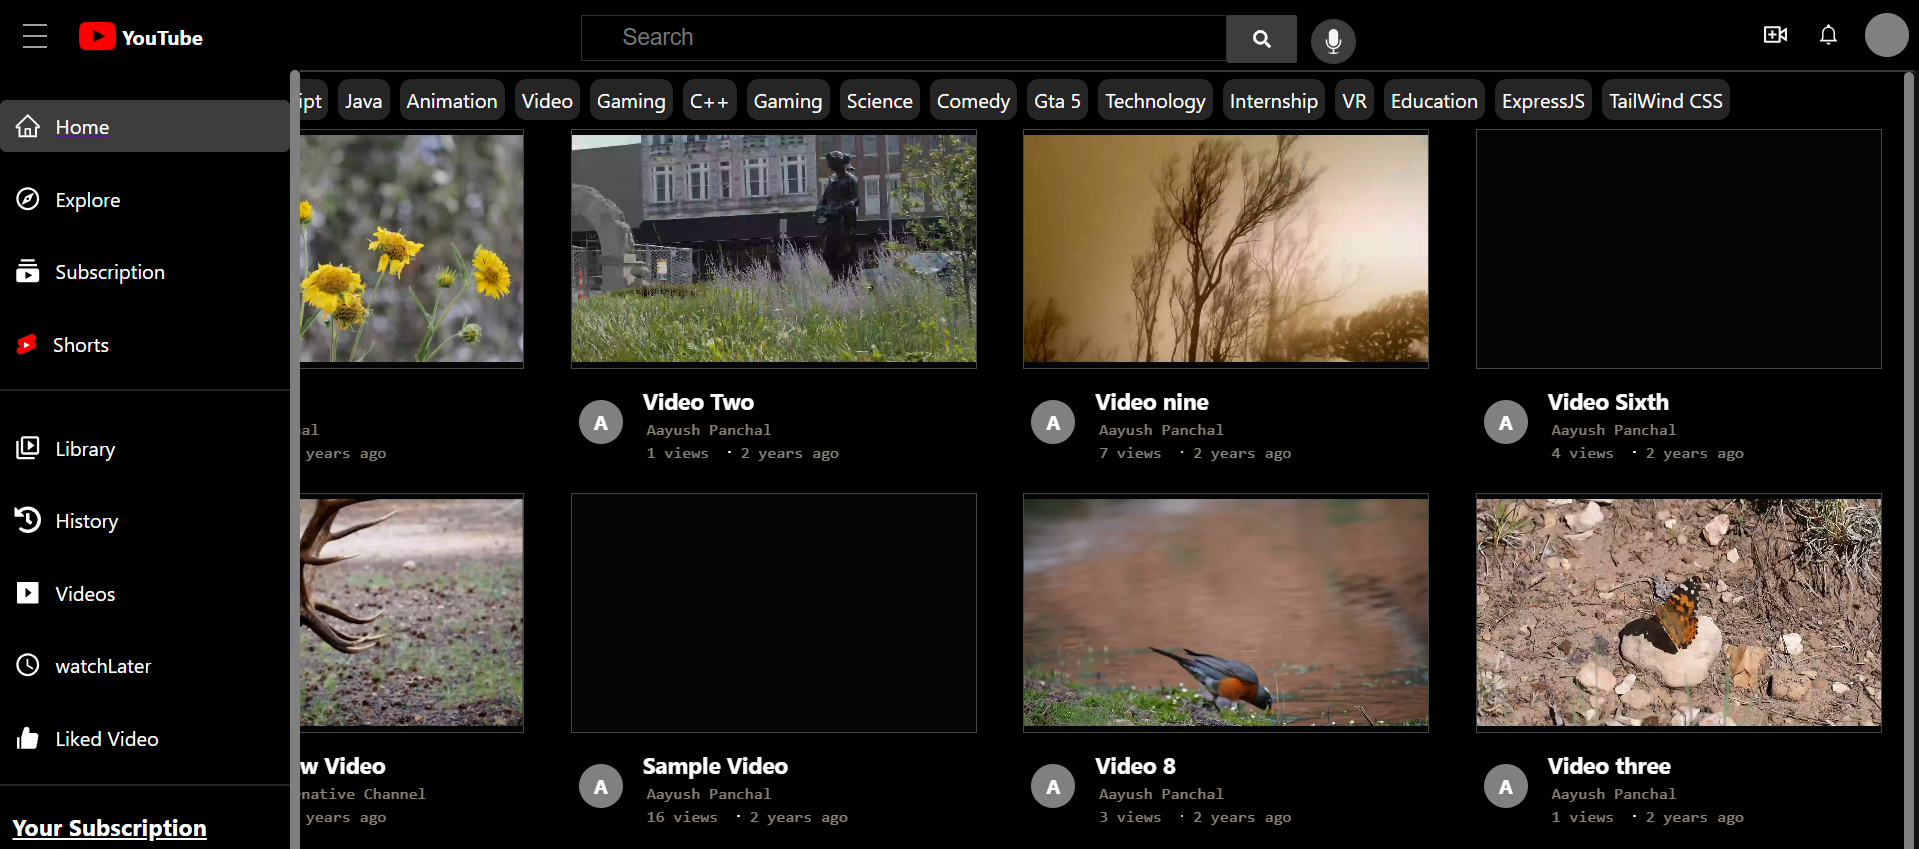 YouTube
Search
Home
Explore
Subscription
Shorts
Library
History
Videos
watchLater
Liked Video
Your Subscription
ipt Java Animation Video Gaming C++ Gaming Science Comedy Gta 5 Technology Internship VR Education ExpressJS TailWind CSS
al
years ago
A
Video Two
Aayush Panchal
1 views · 2 years ago
A
Video nine
Aayush Panchal
7 views · 2 years ago
A
Video Sixth
Aayush Panchal
4 views · 2 years ago
w Video
native Channel
years ago
A
Sample Video
Aayush Panchal
16 views · 2 years ago
A
Video 8
Aayush Panchal
3 views · 2 years ago
A
Video three
Aayush Panchal
1 views · 2 years ago